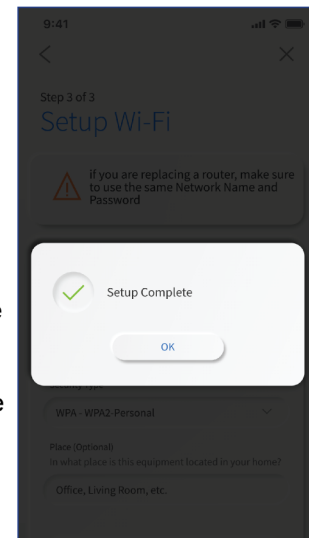 9:41
Step 3 of 3
Setup Wi-Fi
if you are replacing a router, make sure
to use the same Network Name and
Password
Setup Complete
OK
Security Type
WPA - WPA2-Personal
Place (Optional)
In what place is this equipment located in your home?
Office, Living Room, etc.